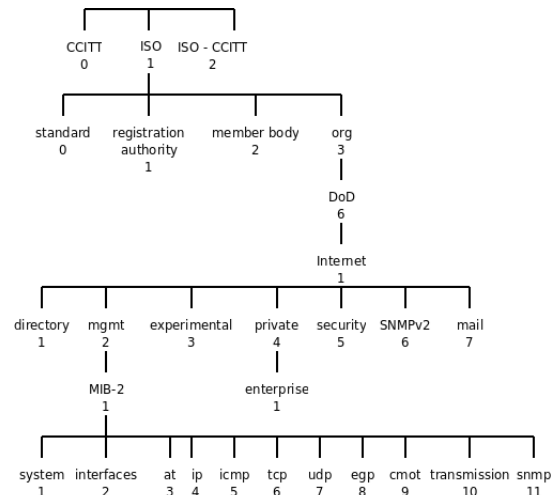 CCITT ISO ISO - CCITT
0 1 2
standard registration authority member body org
0 1 2 3
DoD
6
Internet
1
directory mgmt experimental private security SNMPv2 mail
1 2 3 4 5 6 7
MIB-2 enterprise
1 1
system interfaces at ip icmp tcp udp egp cmot transmission snmp
1 2 3 4 5 6 7 8 9 10 11